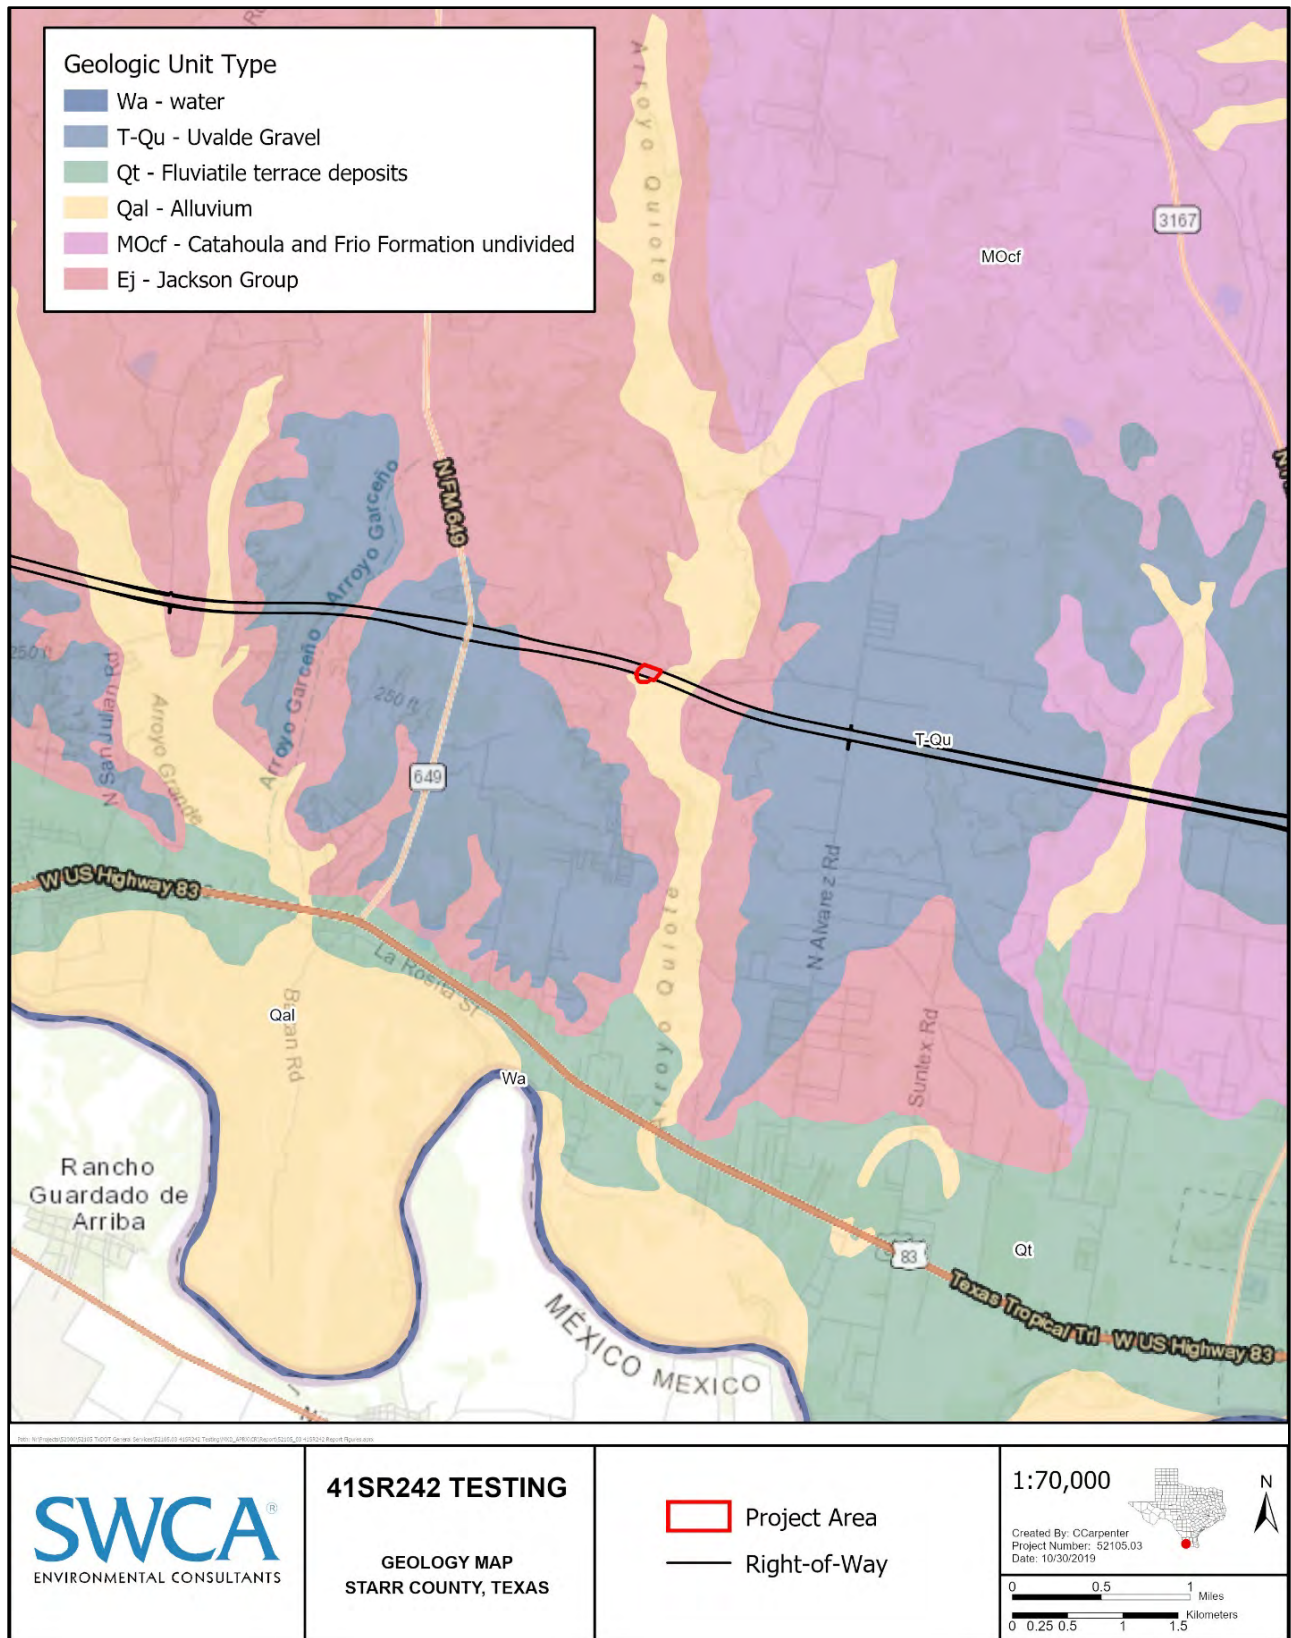 Geologic Unit Type
Wa - water
T-Qu - Uvalde Gravel
Qt - Fluviatile terrace deposits
Qal - Alluvium
MOcf - Catahoula and Frio Formation undivided
Ej - Jackson Group
Arroyo Quiote
3167
MOcf
N FM 649
Arroyo Garceño
Arroyo Garceño
250 ft
N San Julian Rd
Arroyo Grande
250 ft
649
T-Qu
N Alvarez Rd
W US Highway 83
La Rosita St
Arroyo Quiote
Suntex Rd
Qal
Wa
Rancho
Guardado de
Arriba
MÉXICO
MEXICO
83
Qt
Texas Tropical Trl - W US Highway 83
SWCA®
ENVIRONMENTAL CONSULTANTS
41SR242 TESTING
GEOLOGY MAP
STARR COUNTY, TEXAS
Project Area
Right-of-Way
1:70,000
N
Created By: CCarpenter
Project Number: 52105.03
Date: 10/30/2019
0 0.5 1
Miles
Kilometers
0 0.25 0.5 1 1.5